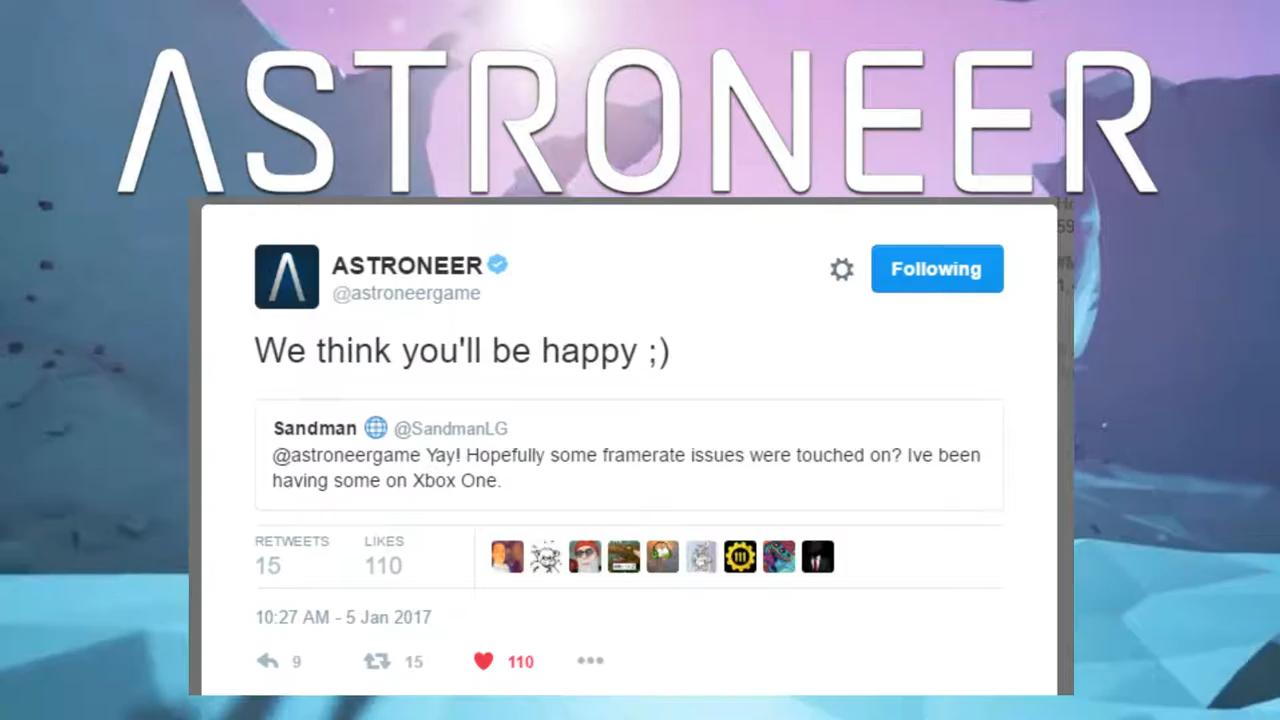 ASTRONEER
ASTRONEER
@astroneergame
Following
We think you'll be happy ;)
Sandman @SandmanLG
@astroneergame Yay! Hopefully some framerate issues were touched on? Ive been
having some on Xbox One.
RETWEETS LIKES
15 110
10:27 AM - 5 Jan 2017
9 15 110